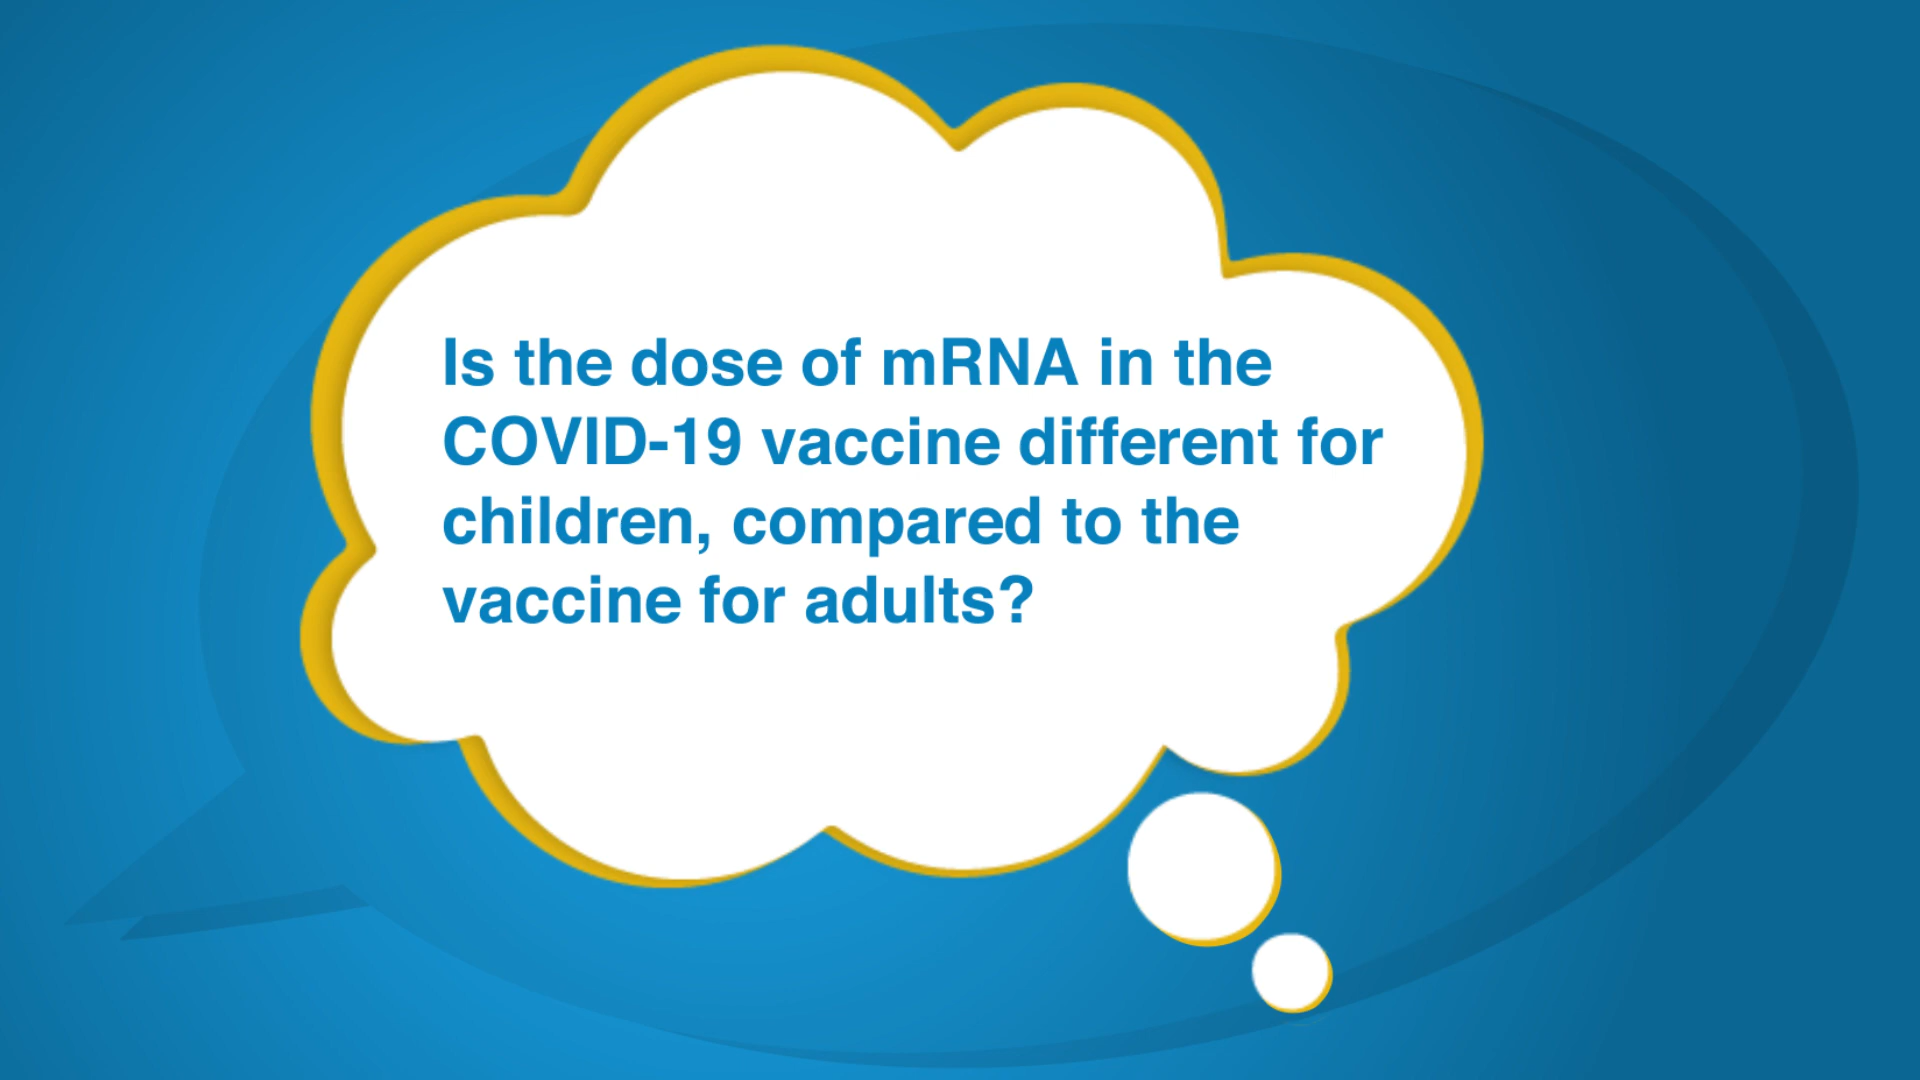 Is the dose of mRNA in the
COVID-19 vaccine different for
children, compared to the
vaccine for adults?